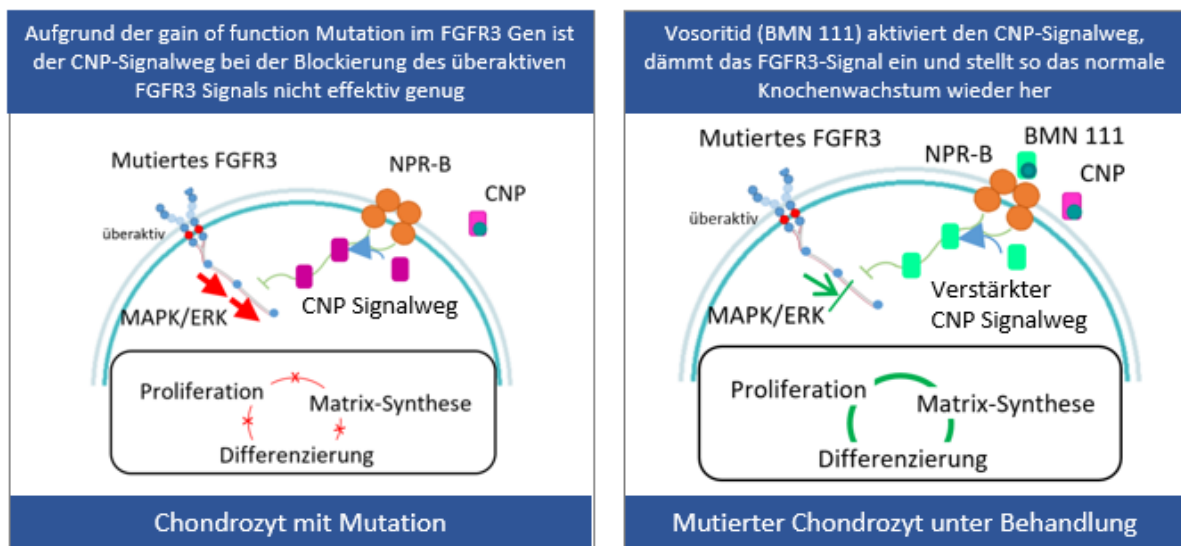 Aufgrund der gain of function Mutation im FGFR3 Gen ist
der CNP-Signalweg bei der Blockierung des überaktiven
FGFR3 Signals nicht effektiv genug
Mutiertes FGFR3
NPR-B
CNP
überaktiv
CNP Signalweg
MAPK/ERK
Proliferation
Matrix-Synthese
Differenzierung
Chondrozyt mit Mutation
Vosoritid (BMN 111) aktiviert den CNP-Signalweg,
dämmt das FGFR3-Signal ein und stellt so das normale
Knochenwachstum wieder her
BMN 111
Mutiertes FGFR3
NPR-B
CNP
überaktiv
Verstärkter
CNP Signalweg
MAPK/ERK
Proliferation
Matrix-Synthese
Differenzierung
Mutierter Chondrozyt unter Behandlung